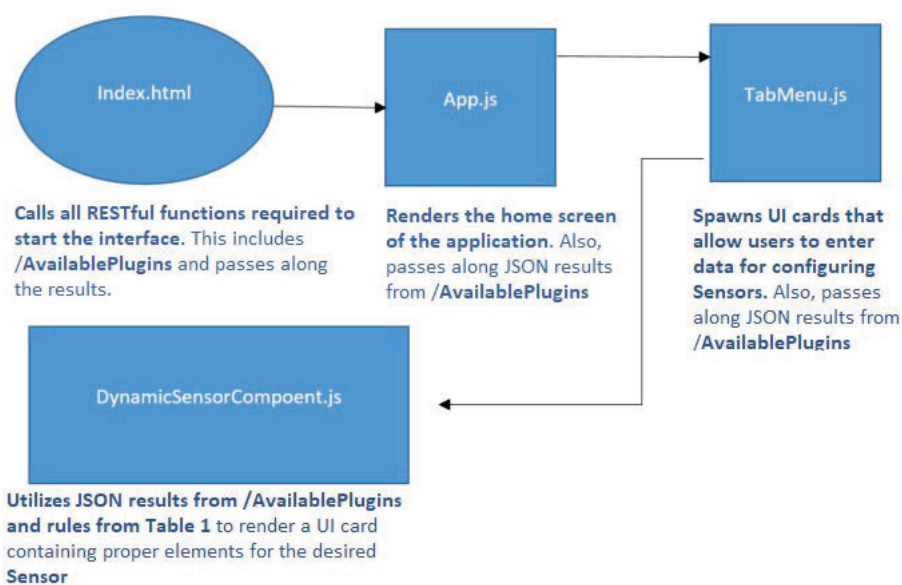 Index.html
App.js
TabMenu.js
Calls all RESTful functions required to
start the interface. This includes
/AvailablePlugins and passes along
the results.
Renders the home screen
of the application. Also,
passes along JSON results
from /AvailablePlugins
Spawns UI cards that
allow users to enter
data for configuring
Sensors. Also, passes
along JSON results from
/AvailablePlugins
DynamicSensorCompoent.js
Utilizes JSON results from /AvailablePlugins
and rules from Table 1 to render a UI card
containing proper elements for the desired
Sensor